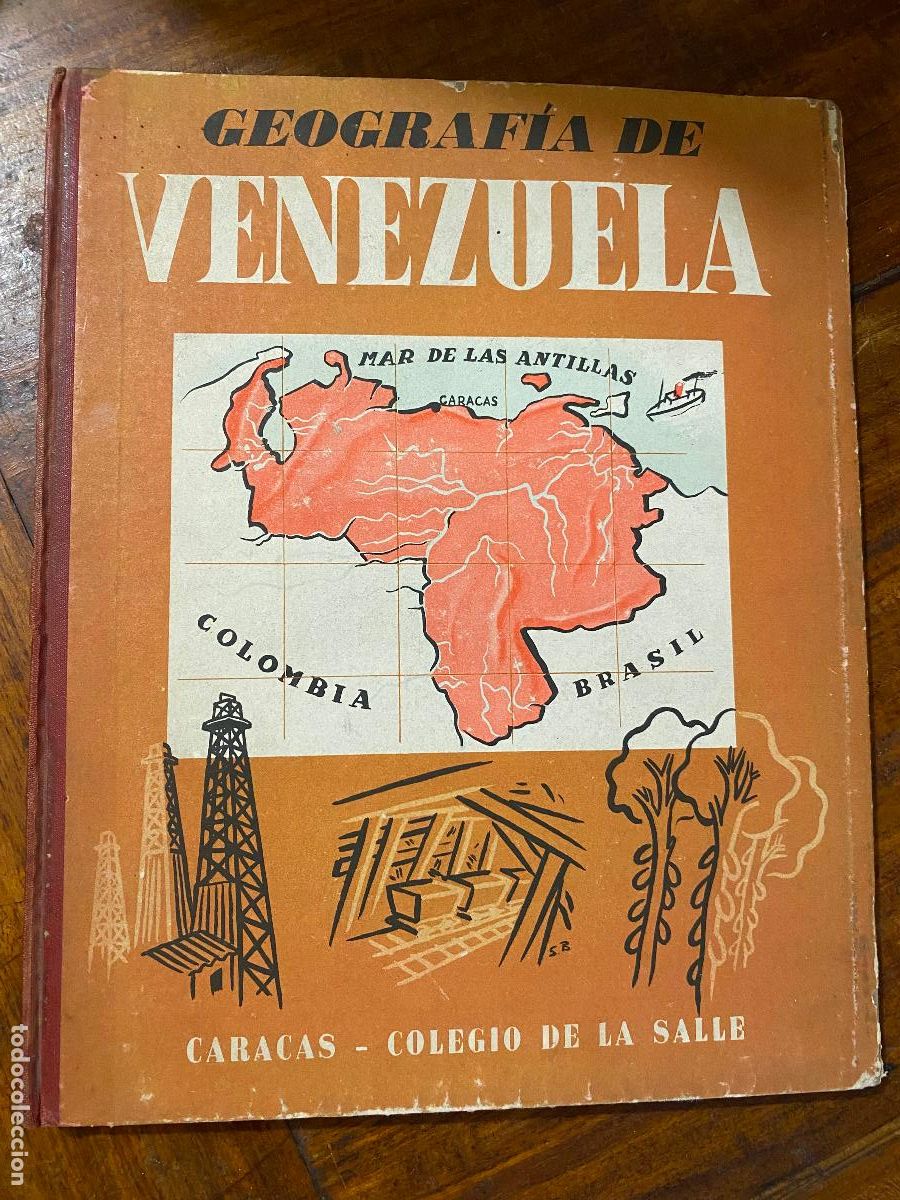 GEOGRAFÍA DE
VENEZUELA
MAR DE LAS ANTILLAS
CARACAS
COLOMBIA
BRASIL
S.B
CARACAS – COLEGIO DE LA SALLE
todocoleccion